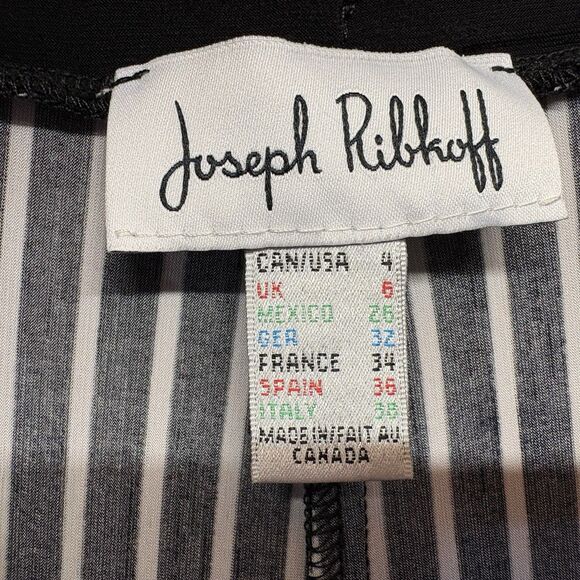 Joseph Ribkoff
CAN/USA 4
UK 6
MEXICO 26
GER 32
FRANCE 34
SPAIN 36
ITALY 38
MADE IN/FAIT AU
CANADA